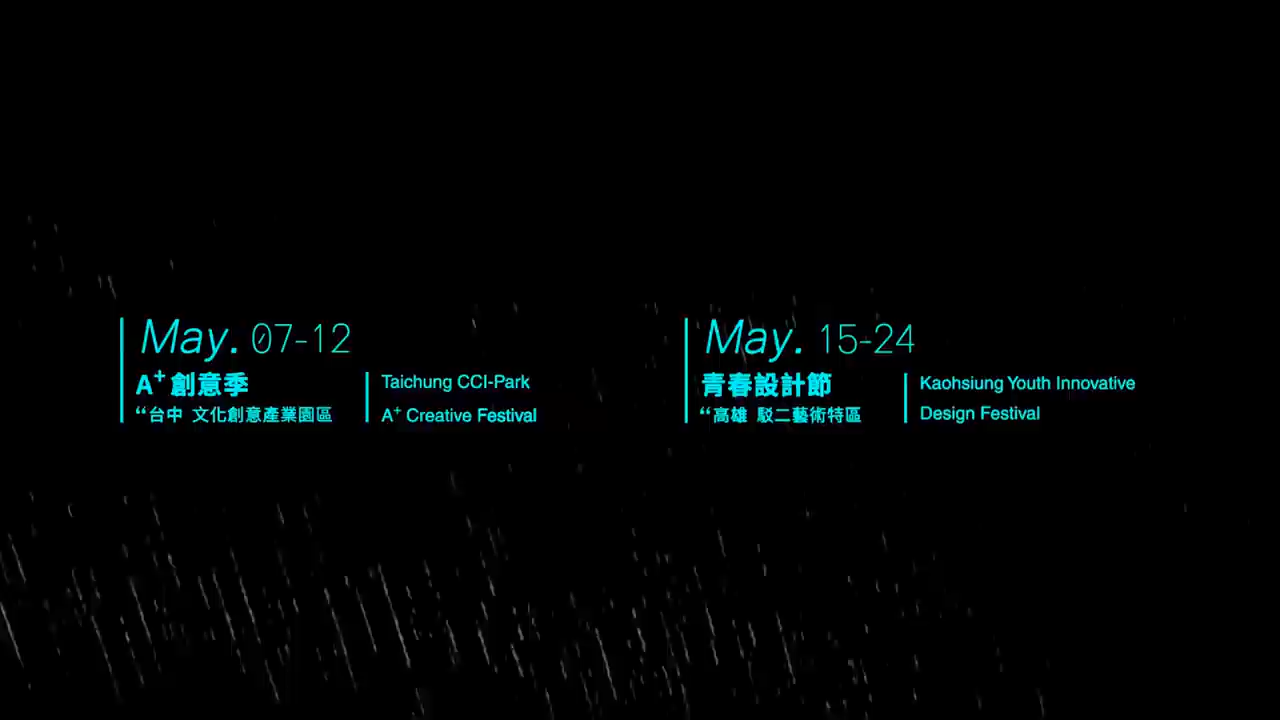 May. 07-12
A⁺ 創意季
“台中 文化創意產業園區
Taichung CCI-Park
A⁺ Creative Festival
May. 15-24
青春設計節
“高雄 駁二藝術特區
Kaohsiung Youth Innovative
Design Festival